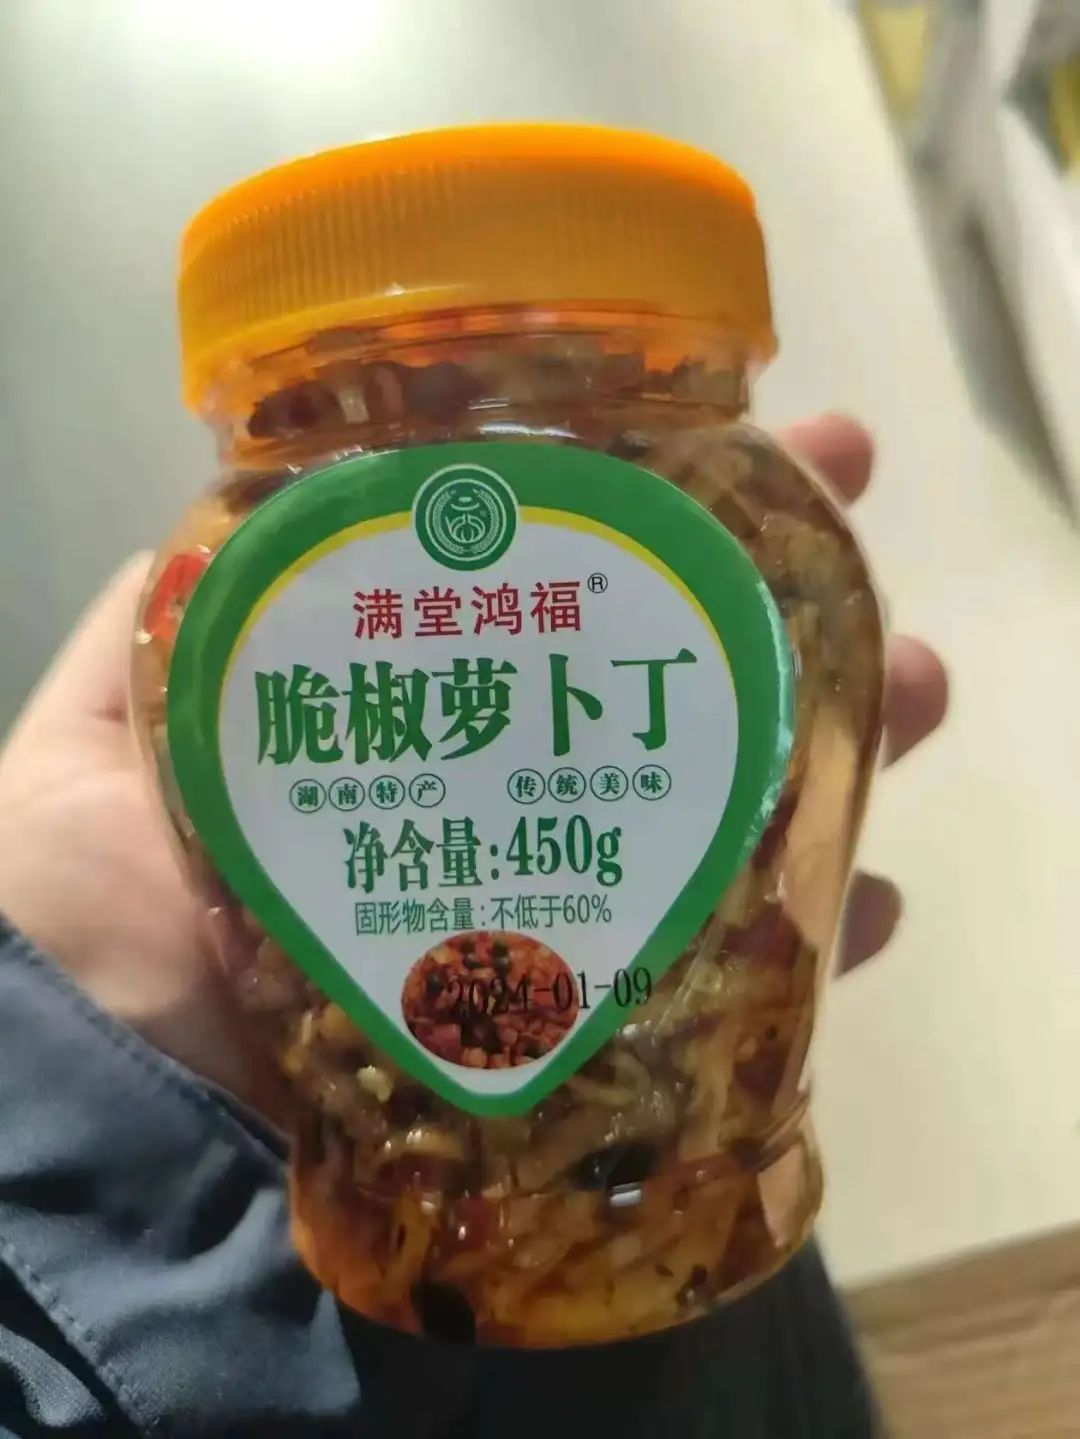 满堂鸿福®
脆椒萝卜丁
湖南特产 传统美味
净含量:450g
固形物含量:不低于60%
2024-01-09